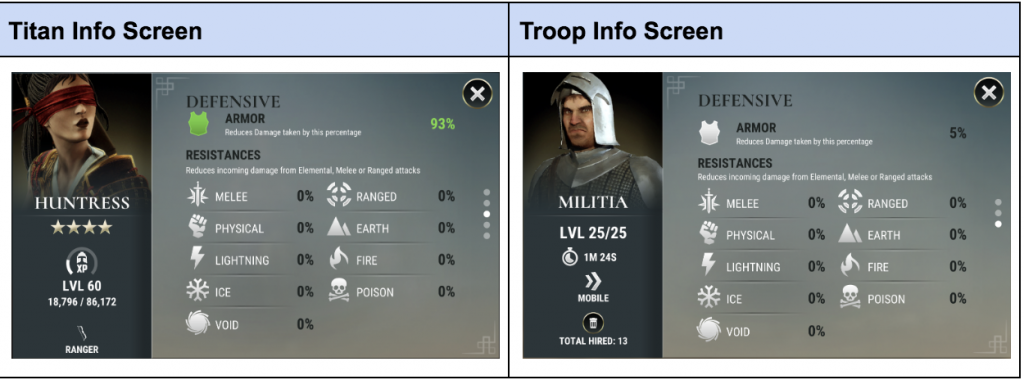 Titan Info Screen
Troop Info Screen
DEFENSIVE
ARMOR
Reduces Damage taken by this percentage
93%
RESISTANCES
Reduces incoming damage from Elemental, Melee or Ranged attacks
MELEE 0% RANGED 0%
PHYSICAL 0% EARTH 0%
LIGHTNING 0% FIRE 0%
ICE 0% POISON 0%
VOID 0%
HUNTRESS
XP
LVL 60
18,796 / 86,172
RANGER
DEFENSIVE
ARMOR
Reduces Damage taken by this percentage
5%
RESISTANCES
Reduces incoming damage from Elemental, Melee or Ranged attacks
MELEE 0% RANGED 0%
PHYSICAL 0% EARTH 0%
LIGHTNING 0% FIRE 0%
ICE 0% POISON 0%
VOID 0%
MILITIA
LVL 25/25
1M 24S
MOBILE
TOTAL HIRED: 13